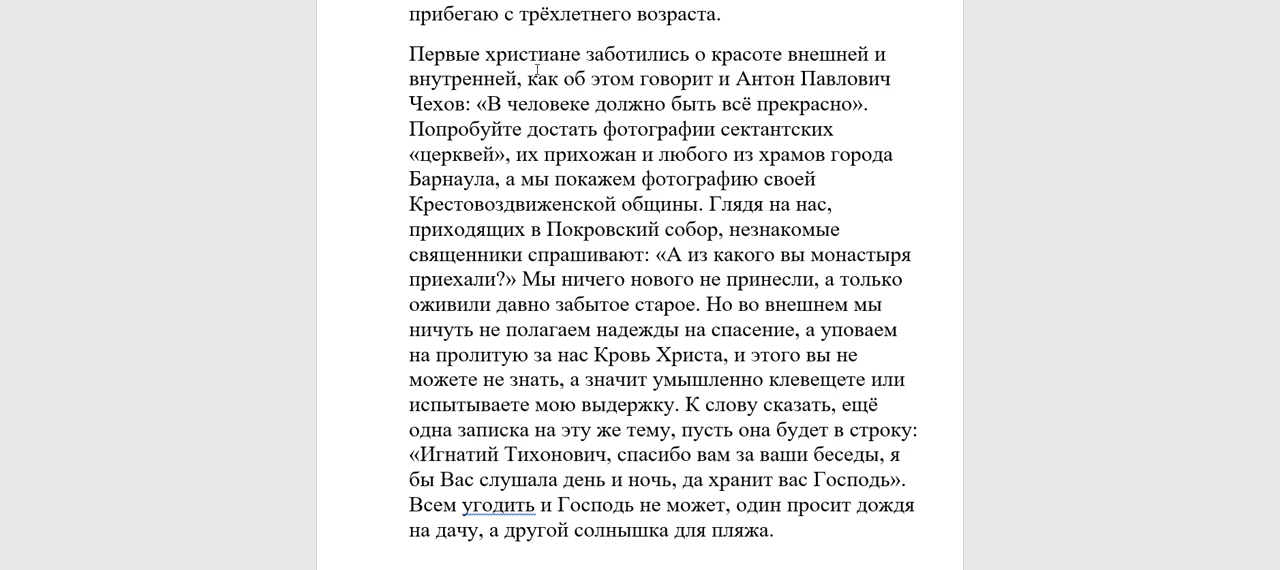 прибегаю с трёхлетнего возраста.
Первые христиане заботились о красоте внешней и
внутренней, как об этом говорит и Антон Павлович
Чехов: «В человеке должно быть всё прекрасно».
Попробуйте достать фотографии сектантских
«церквей», их прихожан и любого из храмов города
Барнаула, а мы покажем фотографию своей
Крестовоздвиженской общины. Глядя на нас,
приходящих в Покровский собор, незнакомые
священники спрашивают: «А из какого вы монастыря
приехали?» Мы ничего нового не принесли, а только
оживили давно забытое старое. Но во внешнем мы
ничуть не полагаем надежды на спасение, а уповаем
на пролитую за нас Кровь Христа, и этого вы не
можете не знать, а значит умышленно клевещете или
испытываете мою выдержку. К слову сказать, ещё
одна записка на эту же тему, пусть она будет в строку:
«Игнатий Тихонович, спасибо вам за ваши беседы, я
бы Вас слушала день и ночь, да хранит вас Господь».
Всем угодить и Господь не может, один просит дождя
на дачу, а другой солнышка для пляжа.